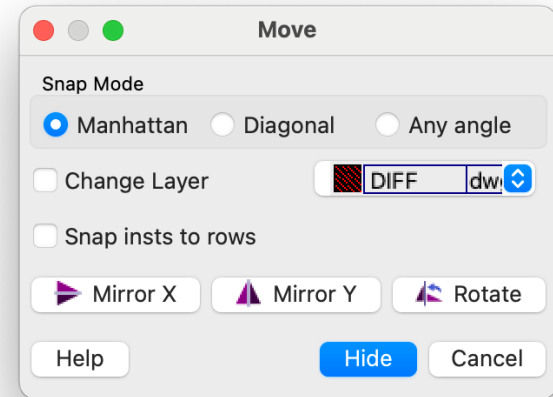 Move
Snap Mode
Manhattan Diagonal Any angle
Change Layer DIFF
Snap insts to rows
Mirror X Mirror Y Rotate
Help Hide Cancel